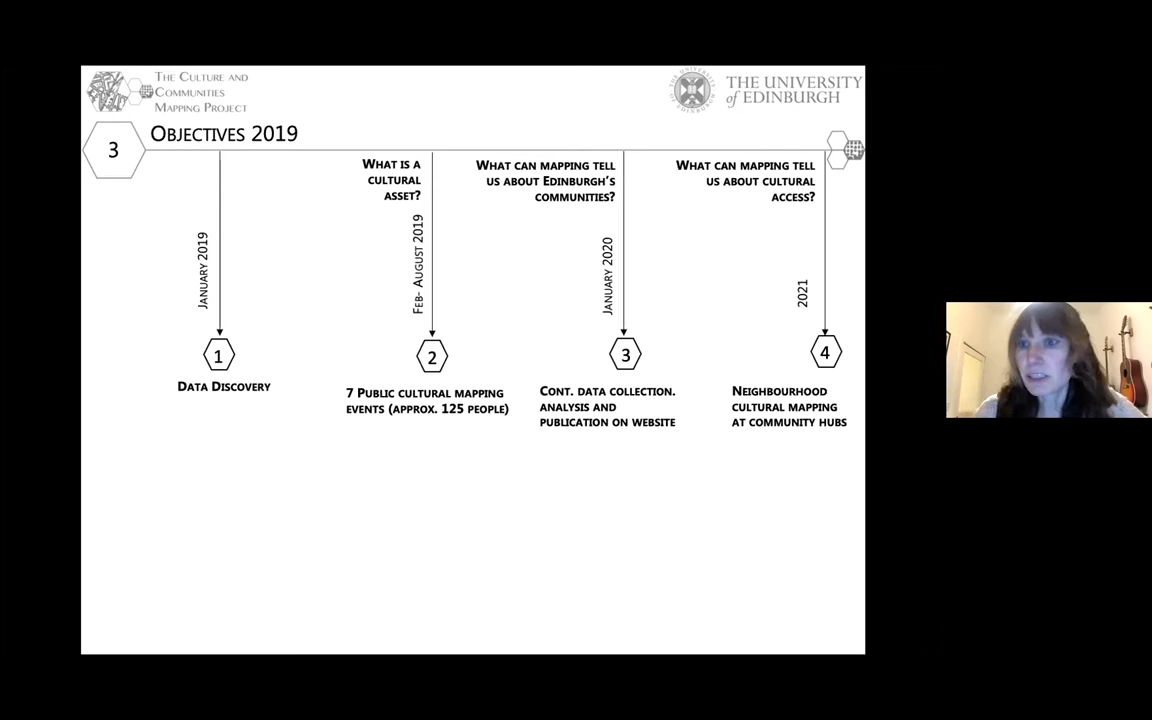 The Culture and
Communities
Mapping Project
THE UNIVERSITY
of EDINBURGH
3
Objectives 2019
What is a
cultural
asset?
What can mapping tell
us about Edinburgh's
communities?
What can mapping tell
us about cultural
access?
January 2019
Feb- August 2019
January 2020
2021
1
2
3
4
Data Discovery
7 Public cultural mapping
events (approx. 125 people)
Cont. data collection.
analysis and
publication on website
Neighbourhood
cultural mapping
at community hubs